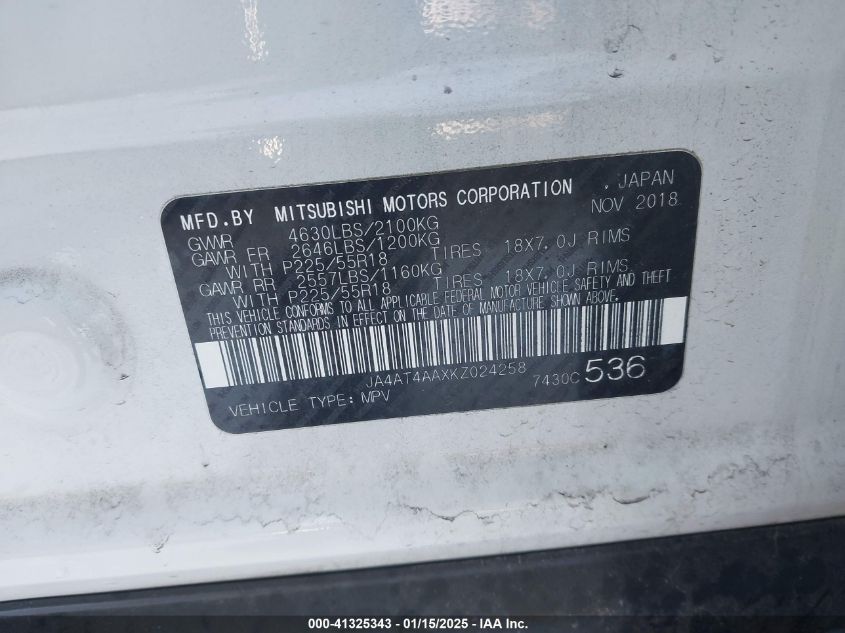 MFD.BY MITSUBISHI MOTORS CORPORATION . JAPAN
NOV 2018
GVWR 4630LBS/2100KG
GAWR FR 2646LBS/1200KG
WITH P225/55R18 TIRES 18X7.0J RIMS
GAWR RR 2557LBS/1160KG
WITH P225/55R18 TIRES 18X7.0J RIMS
THIS VEHICLE CONFORMS TO ALL APPLICABLE FEDERAL MOTOR VEHICLE SAFETY AND THEFT
PREVENTION STANDARDS IN EFFECT ON THE DATE OF MANUFACTURE SHOWN ABOVE.
JA4AT4AAXKZ024258 7430C 536
VEHICLE TYPE: MPV
000-41325343 - 01/15/2025 - IAA Inc.